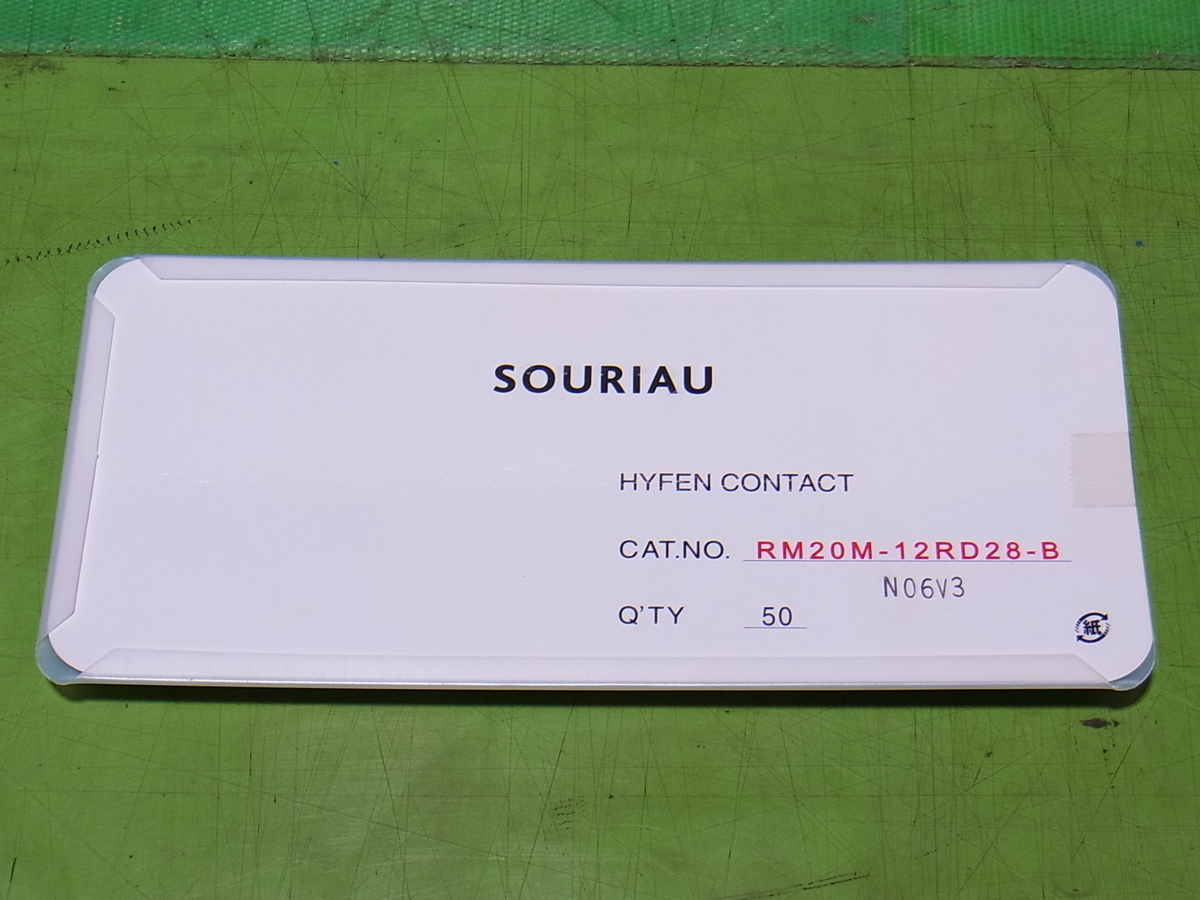 SOURIAU
HYFEN CONTACT
CAT.NO. RM20M-12RD28-B
N06V3
Q'TY 50
紙